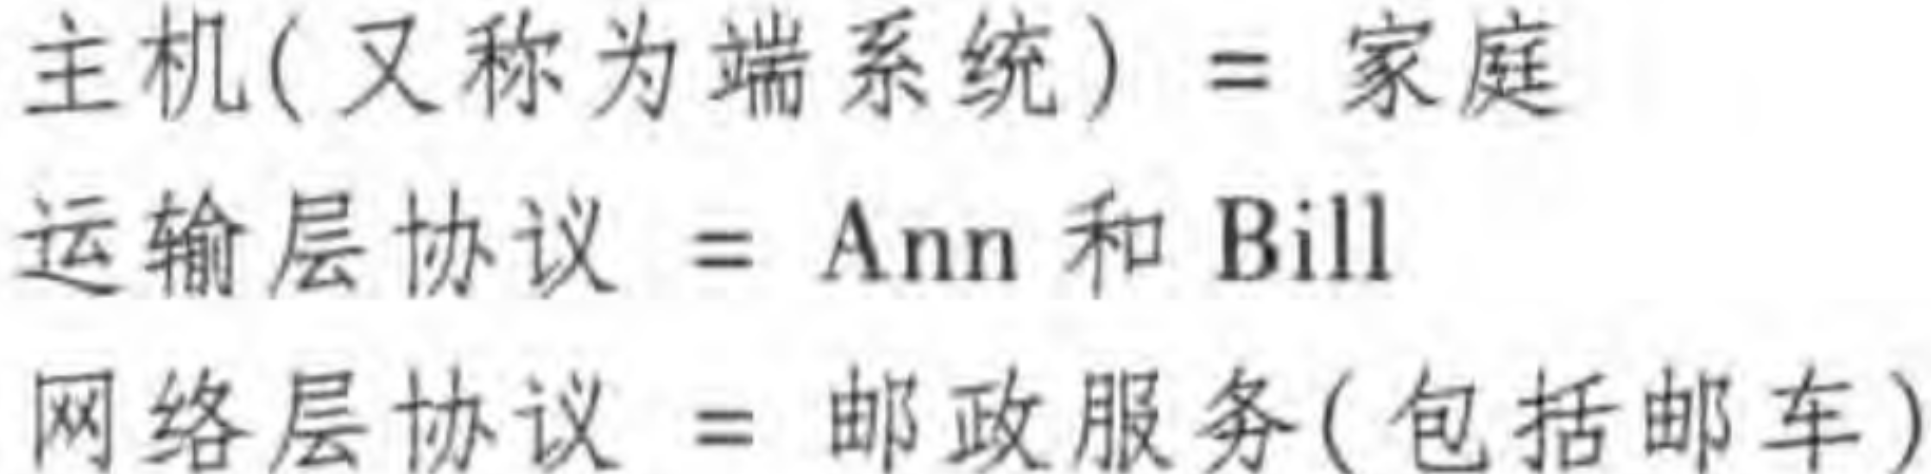 主机(又称为端系统) = 家庭
运输层协议 = Ann 和 Bill
网络层协议 = 邮政服务(包括邮车)